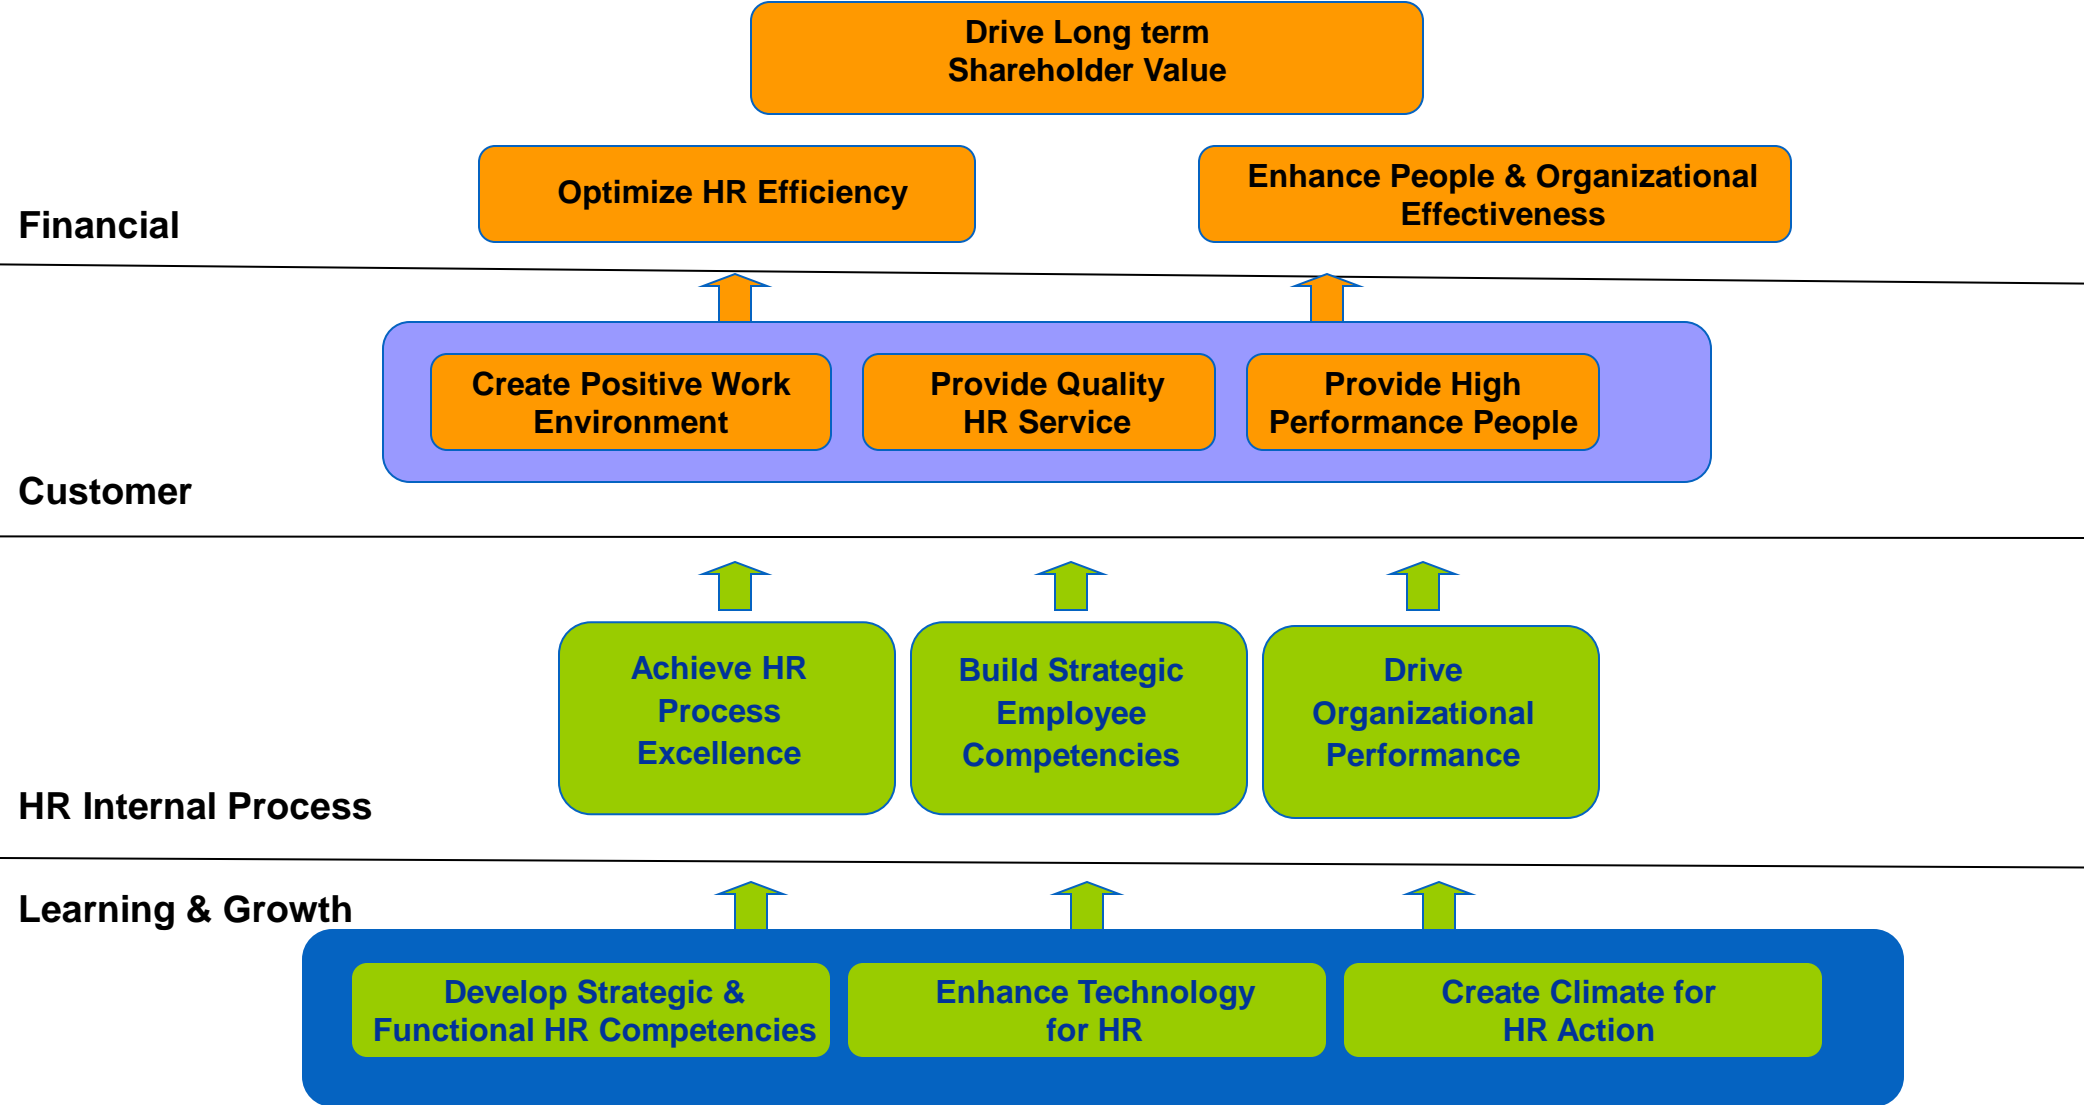 Drive Long term
Shareholder Value
Optimize HR Efficiency
Enhance People & Organizational
Effectiveness
Financial
Create Positive Work
Environment
Provide Quality
HR Service
Provide High
Performance People
Customer
Achieve HR
Process
Excellence
Build Strategic
Employee
Competencies
Drive
Organizational
Performance
HR Internal Process
Learning & Growth
Develop Strategic &
Functional HR Competencies
Enhance Technology
for HR
Create Climate for
HR Action